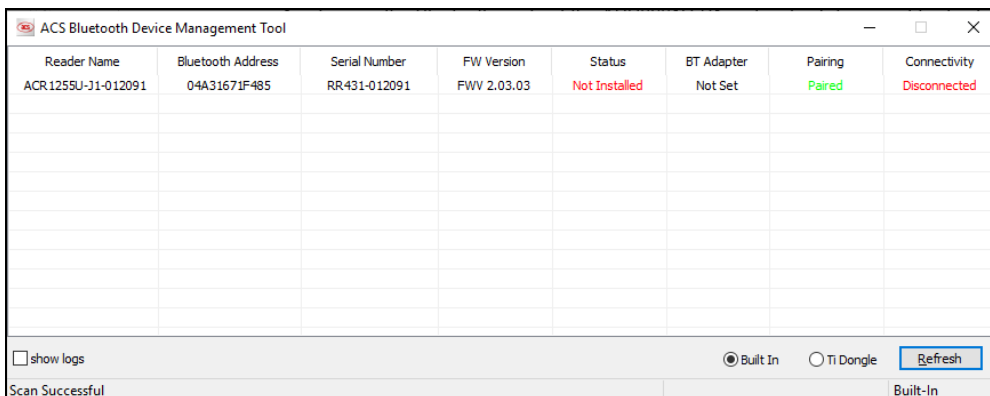 ACS Bluetooth Device Management Tool
Reader Name Bluetooth Address Serial Number FW Version Status BT Adapter Pairing Connectivity
ACR1255U-J1-012091 04A31671F485 RR431-012091 FWV 2.03.03 Not Installed Not Set Paired Disconnected
show logs Built In Ti Dongle Refresh
Scan Successful Built-In